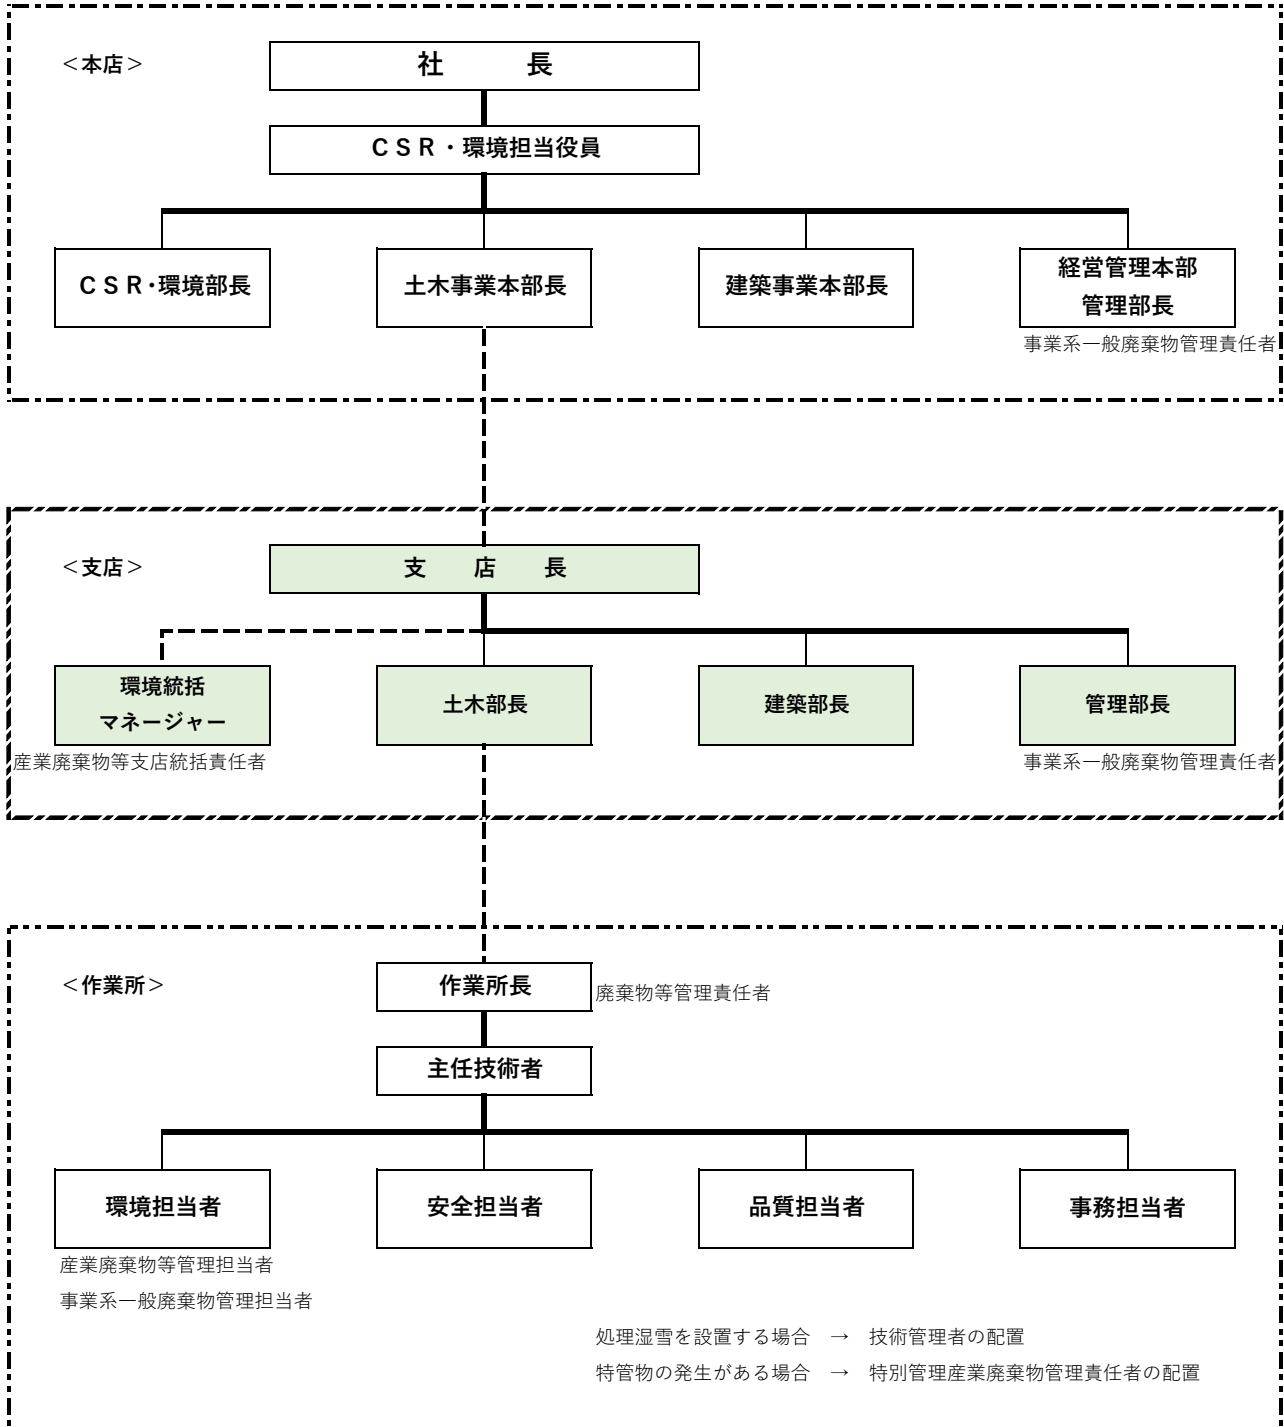 ＜本店＞
社　　　長
ＣＳＲ・環境担当役員
ＣＳＲ・環境部長
土木事業本部長
建築事業本部長
経営管理本部
管理部長
事業系一般廃棄物管理責任者
＜支店＞
支　　店　　長
環境統括
マネージャー
産業廃棄物等支店統括責任者
土木部長
建築部長
管理部長
事業系一般廃棄物管理責任者
＜作業所＞
作業所長
廃棄物等管理責任者
主任技術者
環境担当者
産業廃棄物等管理担当者
事業系一般廃棄物管理担当者
安全担当者
品質担当者
事務担当者
処理湿雪を設置する場合　→　技術管理者の配置
特管物の発生がある場合　→　特別管理産業廃棄物管理責任者の配置